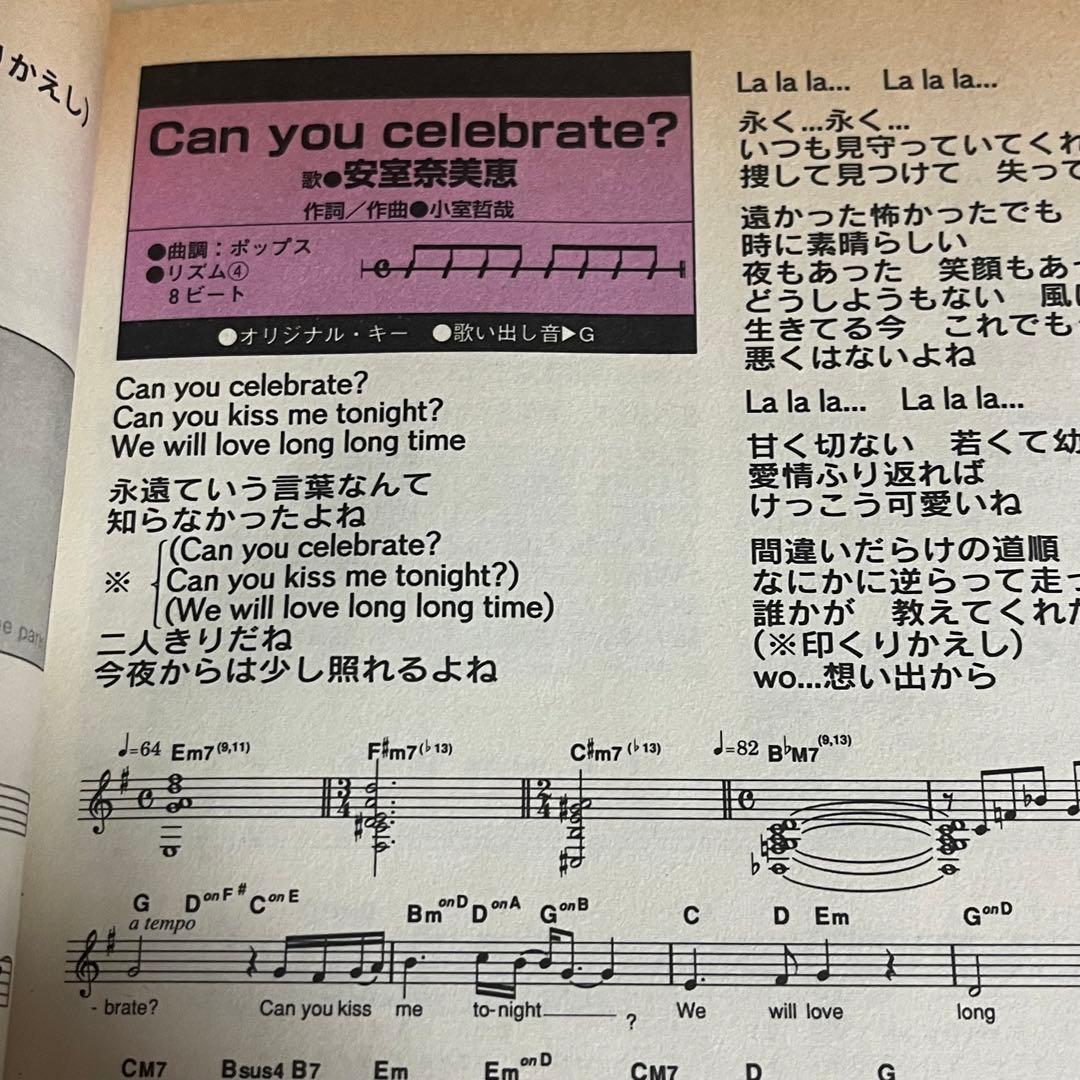 りかえし)
Can you celebrate?
歌●安室奈美恵
作詞／作曲●小室哲哉
●曲調：ポップス
●リズム④
8ビート
●オリジナル・キー ●歌い出し音▶G
Can you celebrate?
Can you kiss me tonight?
We will love long long time
永遠ていう言葉なんて
知らなかったよね
※ (Can you celebrate?
Can you kiss me tonight?)
(We will love long long time)
二人きりだね
今夜からは少し照れるよね
La la la... La la la...
永く...永く...
いつも見守っていてくれ
捜して見つけて 失って
遠かった怖かったでも
時に素晴らしい
夜もあった 笑顔もあっ
どうしようもない 風に
生きてる今 これでも
悪くはないよね
La la la... La la la...
甘く切ない 若くて幼
愛情ふり返れば
けっこう可愛いね
間違いだらけの道順
なにかに逆らって走っ
誰かが 教えてくれた
(※印くりかえし)
wo...想い出から
e park
♩=64 Em7(9,11) F#m7(♭13) C#m7(♭13) ♩=82 B♭M7(9,13)
3/4 2/4
G DonF# ConE BmonD DonA GonB C D Em GonD
a tempo
- brate? Can you kiss me to-night ? We will love long
CM7 Bsus4 B7 Em EmonD CM7 D G